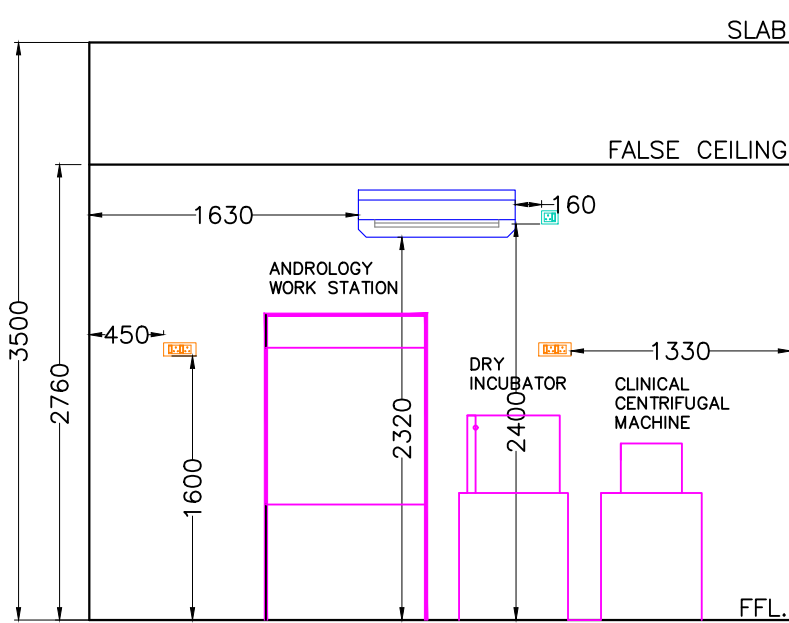 SLAB
FALSE CEILING
1630
160
ANDROLOGY
WORK STATION
3500
450
1330
2760
DRY
INCUBATOR
CLINICAL
CENTRIFUGAL
MACHINE
2320
2400
1600
FFL.